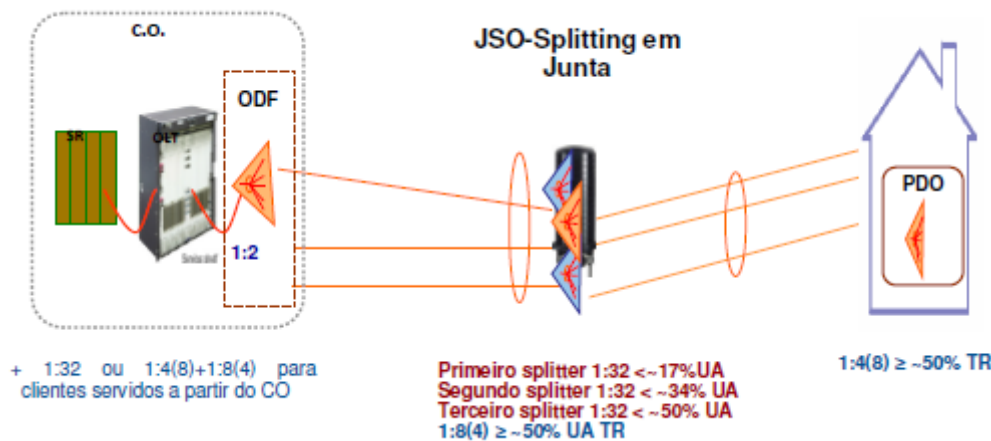 C.O.
JSO-Splitting em
Junta
ODF
SR
OLT
PDO
1:2
+ 1:32 ou 1:4(8)+1:8(4) para
clientes servidos a partir do CO
Primeiro splitter 1:32 <~17%UA
Segundo splitter 1:32 <~34% UA
Terceiro splitter 1:32 < ~50% UA
1:8(4) ≥ ~50% UA TR
1:4(8) ≥ ~50% TR